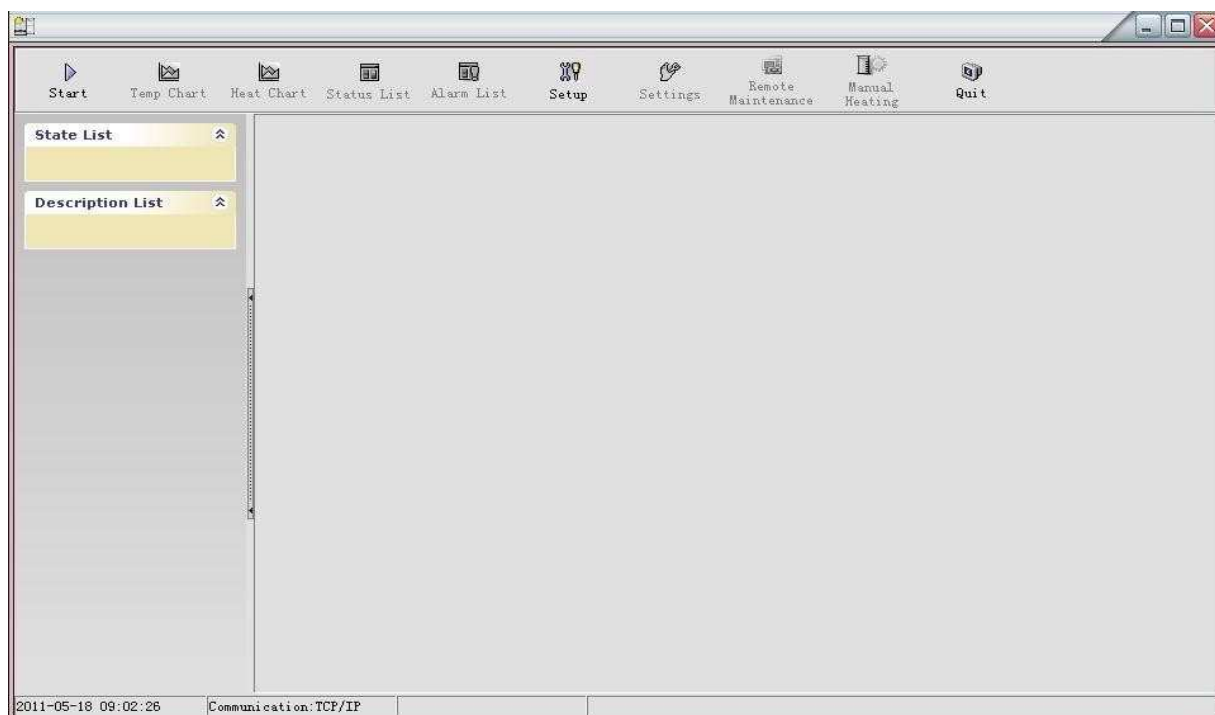 Start
Temp Chart
Heat Chart
Status List
Alarm List
Setup
Settings
Remote
Maintenance
Manual
Heating
Quit
State List
Description List
2011-05-18 09:02:26
Communication:TCP/IP